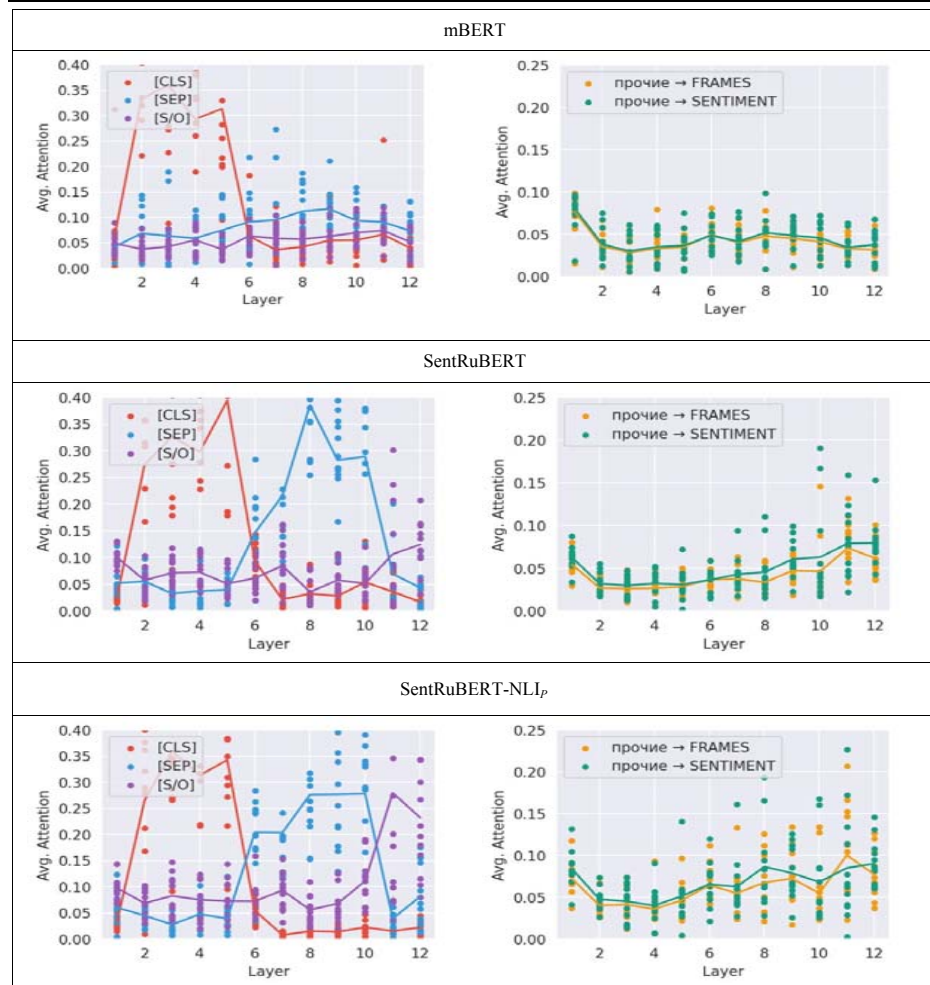 mBERT
0.40
0.35
0.30
0.25
0.20
0.15
0.10
0.05
0.00
Avg. Attention
[CLS]
[SEP]
[S/O]
2 4 6 8 10 12
Layer
0.25
0.20
0.15
0.10
0.05
0.00
Avg. Attention
прочие → FRAMES
прочие → SENTIMENT
2 4 6 8 10 12
Layer
SentRuBERT
0.40
0.35
0.30
0.25
0.20
0.15
0.10
0.05
0.00
Avg. Attention
[CLS]
[SEP]
[S/O]
2 4 6 8 10 12
Layer
0.25
0.20
0.15
0.10
0.05
0.00
Avg. Attention
прочие → FRAMES
прочие → SENTIMENT
2 4 6 8 10 12
Layer
SentRuBERT-NLIP
0.40
0.35
0.30
0.25
0.20
0.15
0.10
0.05
0.00
Avg. Attention
[CLS]
[SEP]
[S/O]
2 4 6 8 10 12
Layer
0.25
0.20
0.15
0.10
0.05
0.00
Avg. Attention
прочие → FRAMES
прочие → SENTIMENT
2 4 6 8 10 12
Layer